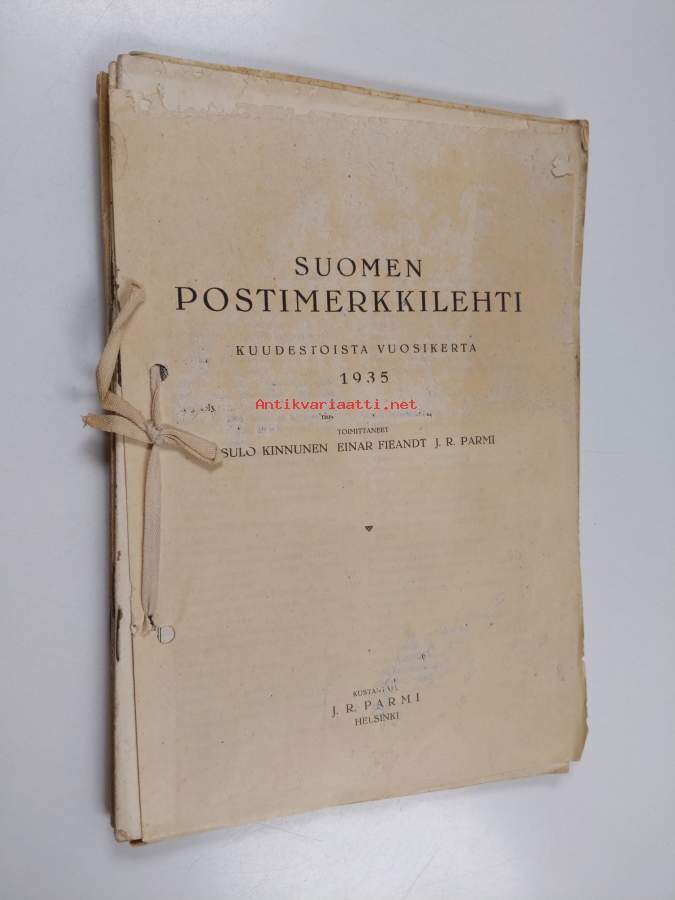 SUOMEN
POSTIMERKKILEHTI
KUUDESTOISTA VUOSIKERTA
1935
Antikvariaatti.net
TOIMITTANEET
SULO KINNUNEN EINAR FIEANDT J. R. PARMI
J. R. PARMI
HELSINKI